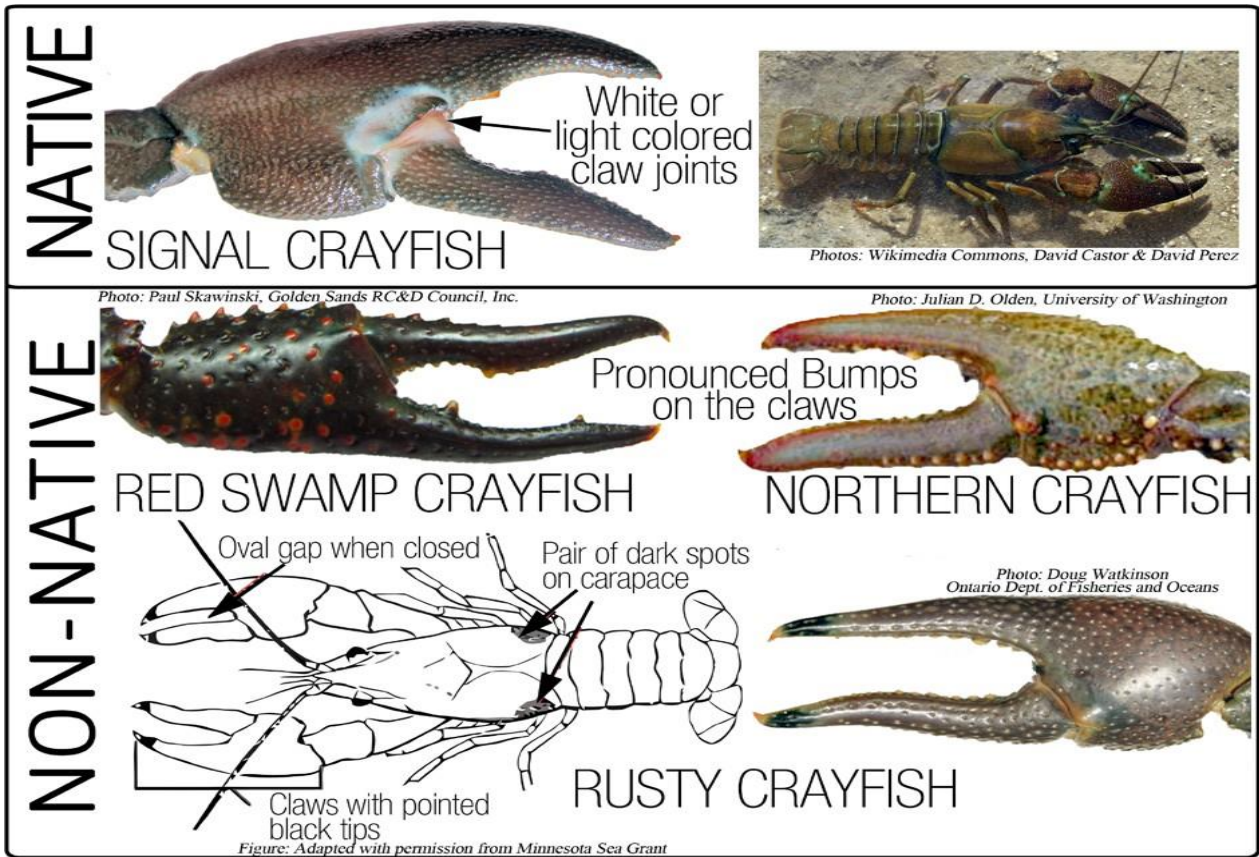 NATIVE
White or
light colored
claw joints
SIGNAL CRAYFISH
Photos: Wikimedia Commons, David Castor & David Perez
NON-NATIVE
Photo: Paul Skawinski, Golden Sands RC&D Council, Inc.
Photo: Julian D. Olden, University of Washington
Pronounced Bumps
on the claws
RED SWAMP CRAYFISH
NORTHERN CRAYFISH
Oval gap when closed
Pair of dark spots
on carapace
Photo: Doug Watkinson
Ontario Dept. of Fisheries and Oceans
RUSTY CRAYFISH
Claws with pointed
black tips
Figure: Adapted with permission from Minnesota Sea Grant